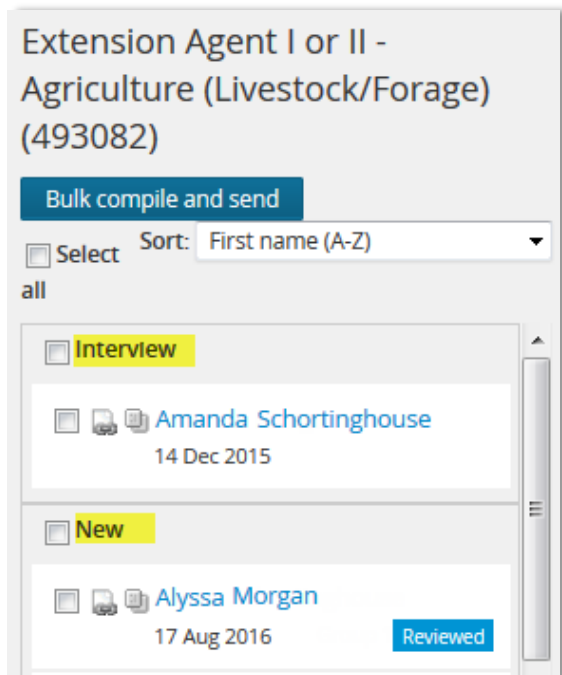 Extension Agent I or II -
Agriculture (Livestock/Forage)
(493082)
Bulk compile and send
Select all
Sort: First name (A-Z)
Interview
Amanda Schortinghouse
14 Dec 2015
New
Alyssa Morgan
17 Aug 2016 Reviewed